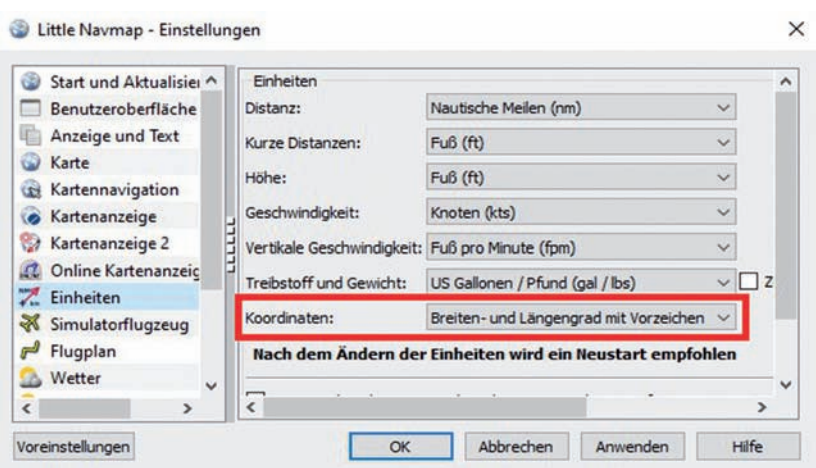 Little Navmap - Einstellungen
Start und Aktualisier
Benutzeroberfläche
Anzeige und Text
Karte
Kartennavigation
Kartenanzeige
Kartenanzeige 2
Online Kartenanzeig
Einheiten
Simulatorflugzeug
Flugplan
Wetter
Einheiten
Distanz: Nautische Meilen (nm)
Kurze Distanzen: Fuß (ft)
Höhe: Fuß (ft)
Geschwindigkeit: Knoten (kts)
Vertikale Geschwindigkeit: Fuß pro Minute (fpm)
Treibstoff und Gewicht: US Gallonen / Pfund (gal / lbs) Z
Koordinaten: Breiten- und Längengrad mit Vorzeichen
Nach dem Ändern der Einheiten wird ein Neustart empfohlen
Voreinstellungen OK Abbrechen Anwenden Hilfe